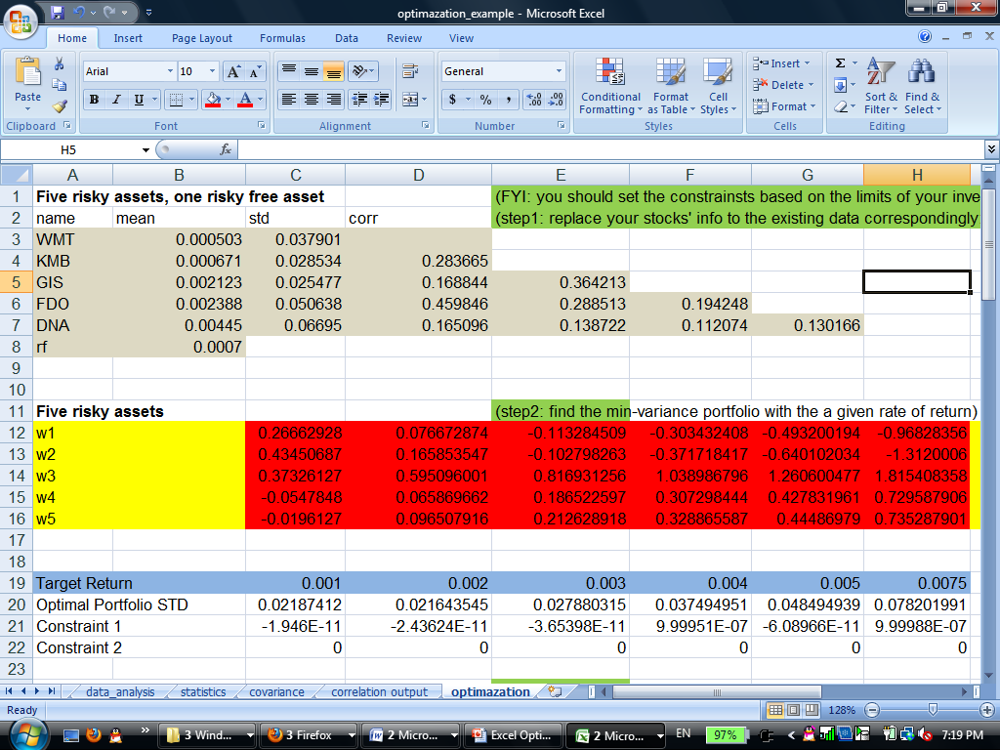 optimazation_example - Microsoft Excel
Home Insert Page Layout Formulas Data Review View
Paste Arial 10 A A General Conditional Formatting Format as Table Cell Styles Insert Delete Format Σ Sort & Filter Find & Select
B I U A $ % , .00 .0
Clipboard Font Alignment Number Styles Cells Editing
H5 fx
A B C D E F G H
1 Five risky assets, one risky free asset (FYI: you should set the constrainsts based on the limits of your inve
2 name mean std corr (step1: replace your stocks' info to the existing data correspondingly
3 WMT 0.000503 0.037901
4 KMB 0.000671 0.028534 0.283665
5 GIS 0.002123 0.025477 0.168844 0.364213
6 FDO 0.002388 0.050638 0.459846 0.288513 0.194248
7 DNA 0.00445 0.06695 0.165096 0.138722 0.112074 0.130166
8 rf 0.0007
9
10
11 Five risky assets (step2: find the min-variance portfolio with the a given rate of return)
12 w1 0.26662928 0.076672874 -0.113284509 -0.303432408 -0.493200194 -0.96828356
13 w2 0.43450687 0.165853547 -0.102798263 -0.371718417 -0.640102034 -1.3120006
14 w3 0.37326127 0.595096001 0.816931256 1.038986796 1.260600477 1.815408358
15 w4 -0.0547848 0.065869662 0.186522597 0.307298444 0.427831961 0.729587906
16 w5 -0.0196127 0.096507916 0.212628918 0.328865587 0.44486979 0.735287901
17
18
19 Target Return 0.001 0.002 0.003 0.004 0.005 0.0075
20 Optimal Portfolio STD 0.02187412 0.021643545 0.027880315 0.037494951 0.048494939 0.078201991
21 Constraint 1 -1.946E-11 -2.43624E-11 -3.65398E-11 9.99951E-07 -6.08966E-11 9.99988E-07
22 Constraint 2 0 0 0 0 0 0
23
data_analysis statistics covariance correlation output optimazation
Ready 128%
3 Wind... 3 Firefox 2 Micro... Excel Opti... 2 Micro... EN 97% 7:19 PM